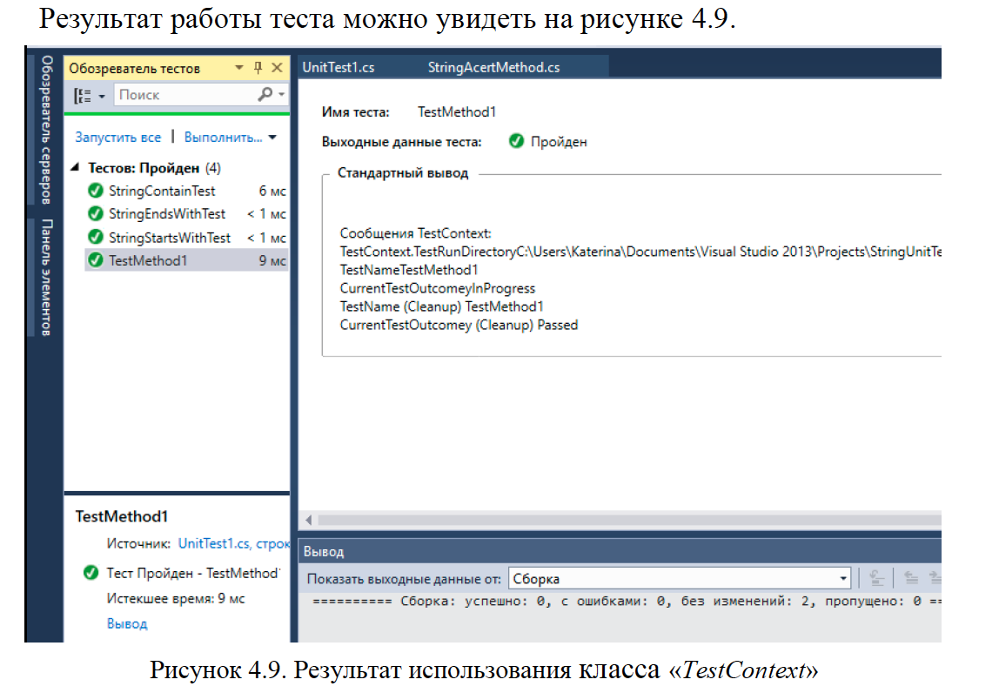 Результат работы теста можно увидеть на рисунке 4.9.
Обозреватель серверов
Панель элементов
Обозреватель тестов
Поиск
Запустить все | Выполнить...
Тестов: Пройден (4)
StringContainTest 6 мс
StringEndsWithTest < 1 мс
StringStartsWithTest < 1 мс
TestMethod1 9 мс
TestMethod1
Источник: UnitTest1.cs, строк
Тест Пройден - TestMethod
Истекшее время: 9 мс
Вывод
UnitTest1.cs StringAcertMethod.cs
Имя теста: TestMethod1
Выходные данные теста: Пройден
Стандартный вывод
Сообщения TestContext:
TestContext.TestRunDirectoryC:\Users\Katerina\Documents\Visual Studio 2013\Projects\StringUnitTe
TestNameTestMethod1
CurrentTestOutcomeyInProgress
TestName (Cleanup) TestMethod1
CurrentTestOutcomey (Cleanup) Passed
Вывод
Показать выходные данные от: Сборка
========== Сборка: успешно: 0, с ошибками: 0, без изменений: 2, пропущено: 0 ==
Рисунок 4.9. Результат использования класса «TestContext»